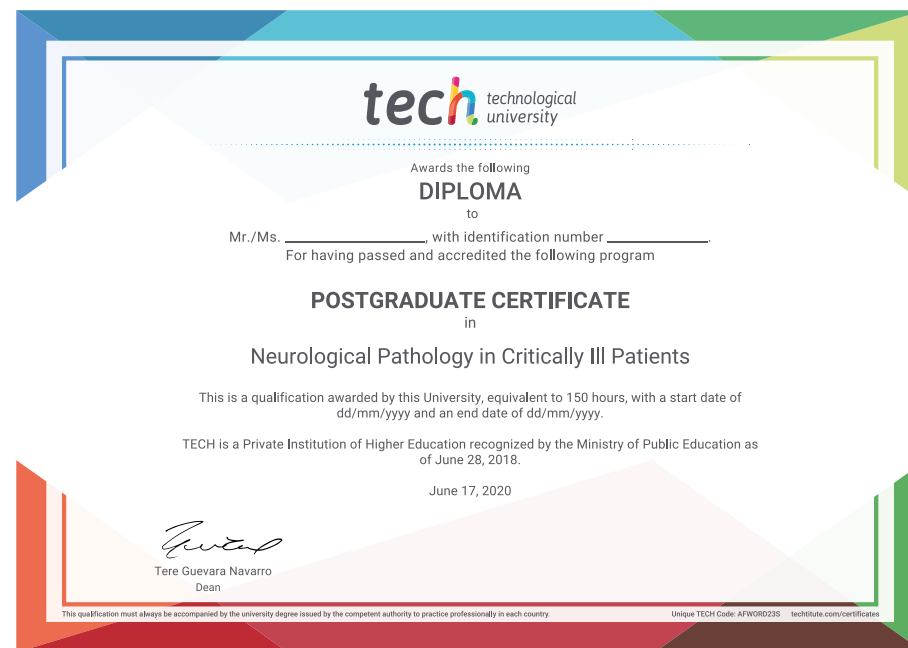 tech technological
university
Awards the following
DIPLOMA
to
Mr./Ms. ____________________, with identification number ______________.
For having passed and accredited the following program
POSTGRADUATE CERTIFICATE
in
Neurological Pathology in Critically Ill Patients
This is a qualification awarded by this University, equivalent to 150 hours, with a start date of
dd/mm/yyyy and an end date of dd/mm/yyyy.
TECH is a Private Institution of Higher Education recognized by the Ministry of Public Education as
of June 28, 2018.
June 17, 2020
Tere Guevara Navarro
Dean
This qualification must always be accompanied by the university degree issued by the competent authority to practice professionally in each country. Unique TECH Code: AFWORD23S techtitute.com/certificates